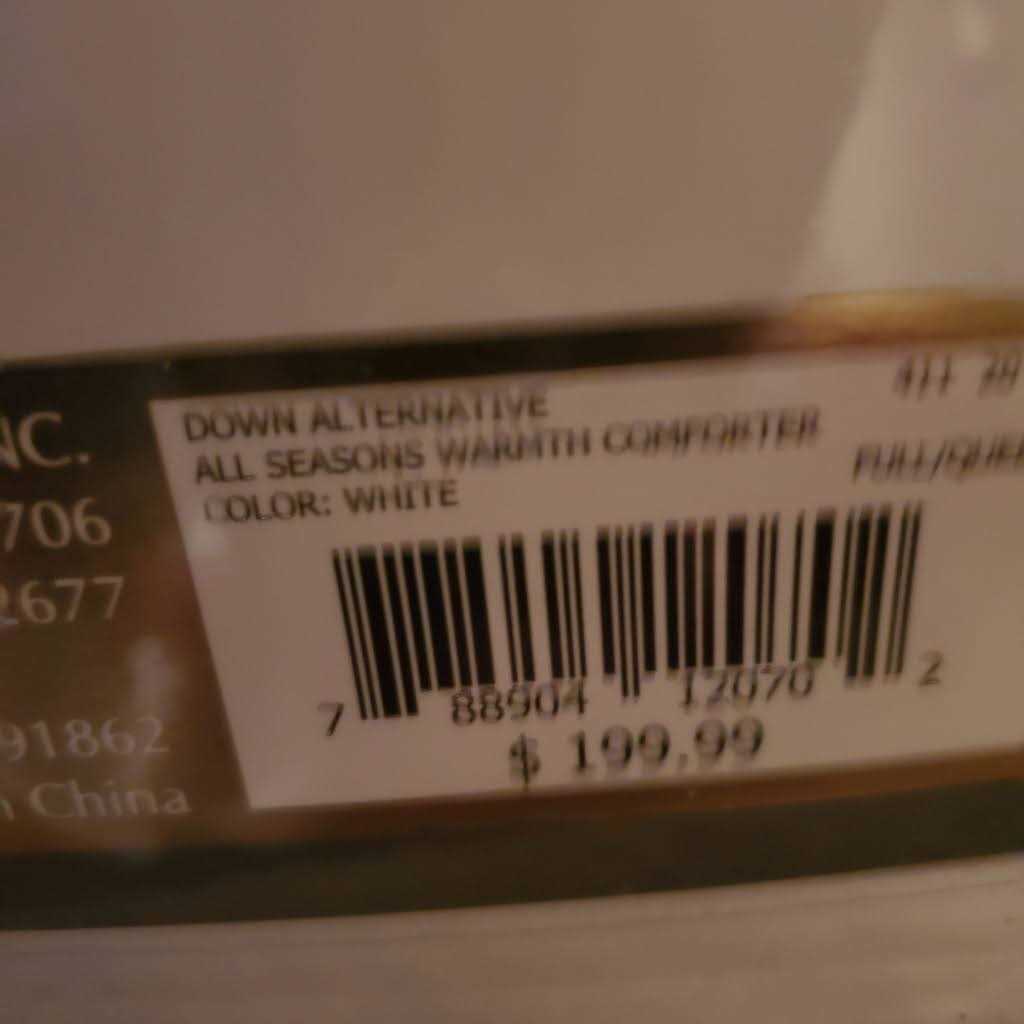 NC.
706
2677
91862
China
DOWN ALTERNATIVE
ALL SEASONS WARMTH COMFORTER
COLOR: WHITE
7 88904 12070 2
$ 199.99